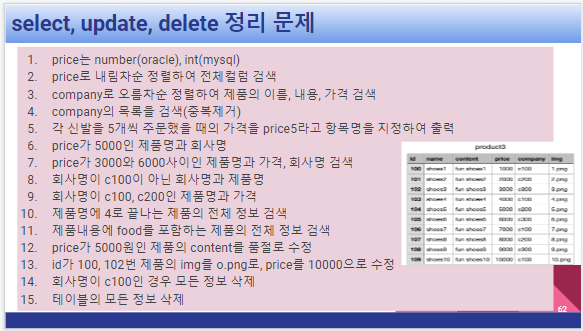 select, update, delete 정리 문제
1. price는 number(oracle), int(mysql)
2. price로 내림차순 정렬하여 전체컬럼 검색
3. company로 오름차순 정렬하여 제품의 이름, 내용, 가격 검색
4. company의 목록을 검색(중복제거)
5. 각 신발을 5개씩 주문했을 때의 가격을 price5라고 항목명을 지정하여 출력
6. price가 5000인 제품명과 회사명
7. price가 3000와 6000사이인 제품명과 가격, 회사명 검색
8. 회사명이 c100이 아닌 회사명과 제품명
9. 회사명이 c100, c200인 제품명과 가격
10. 제품명에 4로 끝나는 제품의 전체 정보 검색
11. 제품내용에 food를 포함하는 제품의 전체 정보 검색
12. price가 5000원인 제품의 content를 품절로 수정
13. id가 100, 102번 제품의 img를 o.png로, price를 10000으로 수정
14. 회사명이 c100인 경우 모든 정보 삭제
15. 테이블의 모든 정보 삭제
product3
id name content price company img
100 shoes1 fun shoes1 1000 c100 1.png
101 shoes2 fun shoes2 2000 c200 2.png
102 shoes3 fun shoes3 3000 c300 3.png
103 shoes4 fun shoes4 4000 c100 4.png
104 shoes5 fun shoes5 5000 c200 5.png
105 shoes6 fun shoes6 6000 c300 6.png
106 shoes7 fun shoes7 7000 c100 7.png
107 shoes8 fun shoes8 8000 c200 8.png
108 shoes9 fun shoes9 9000 c300 9.png
109 shoes10 fun shoes10 10000 c100 10.png
62